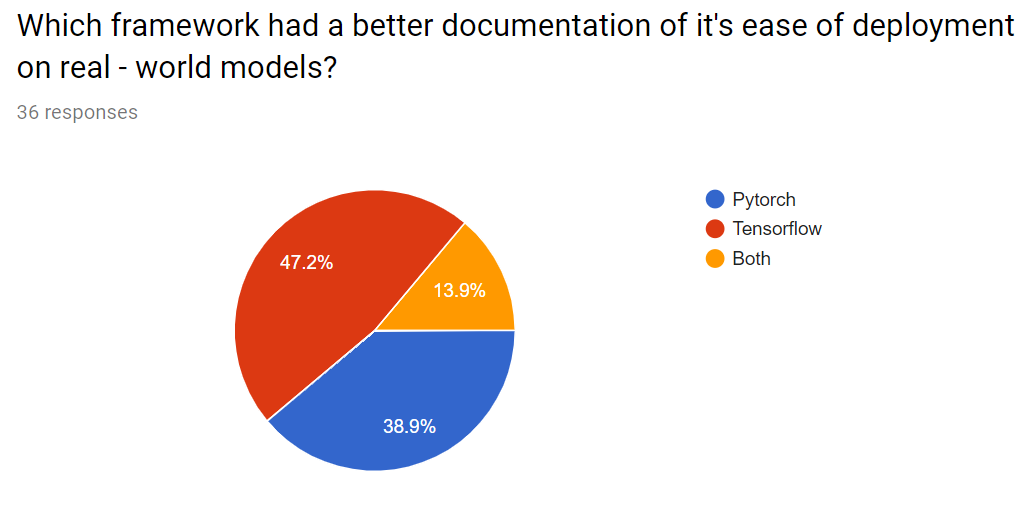 Which framework had a better documentation of it's ease of deployment
on real - world models?
36 responses
Pytorch
Tensorflow
Both
47.2%
13.9%
38.9%